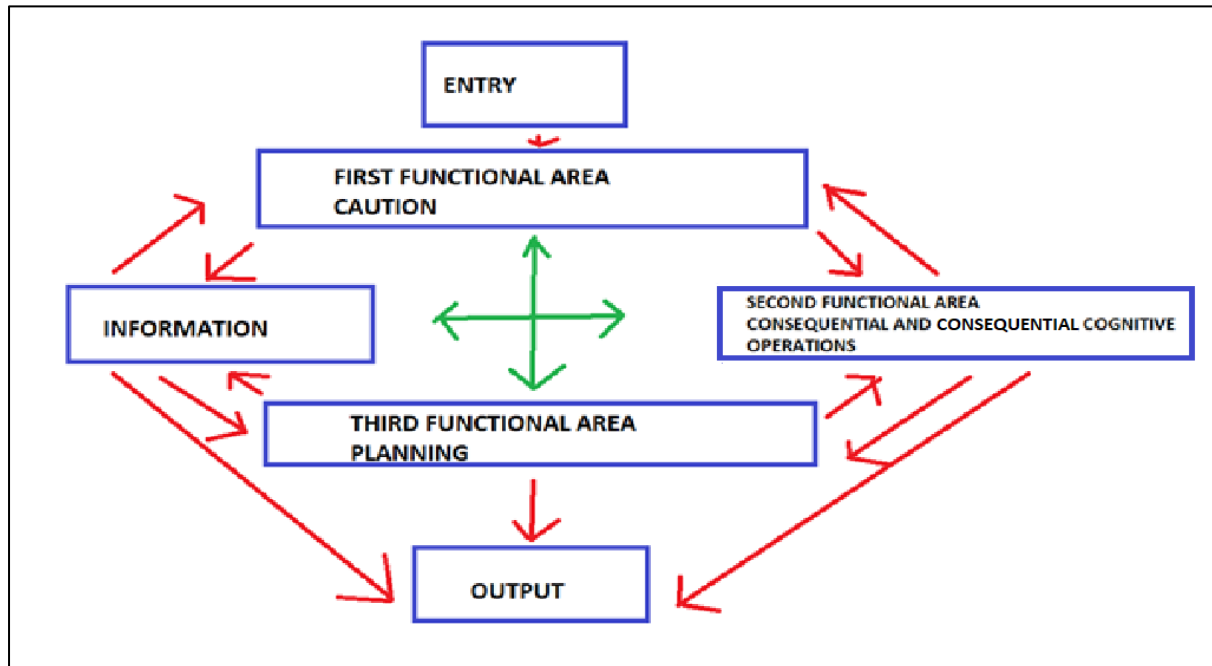 ENTRY
FIRST FUNCTIONAL AREA
CAUTION
INFORMATION
SECOND FUNCTIONAL AREA
CONSEQUENTIAL AND CONSEQUENTIAL COGNITIVE
OPERATIONS
THIRD FUNCTIONAL AREA
PLANNING
OUTPUT